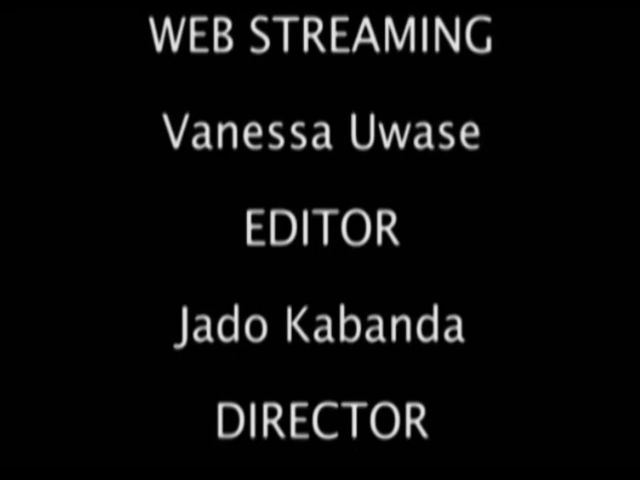 WEB STREAMING
Vanessa Uwase
EDITOR
Jado Kabanda
DIRECTOR